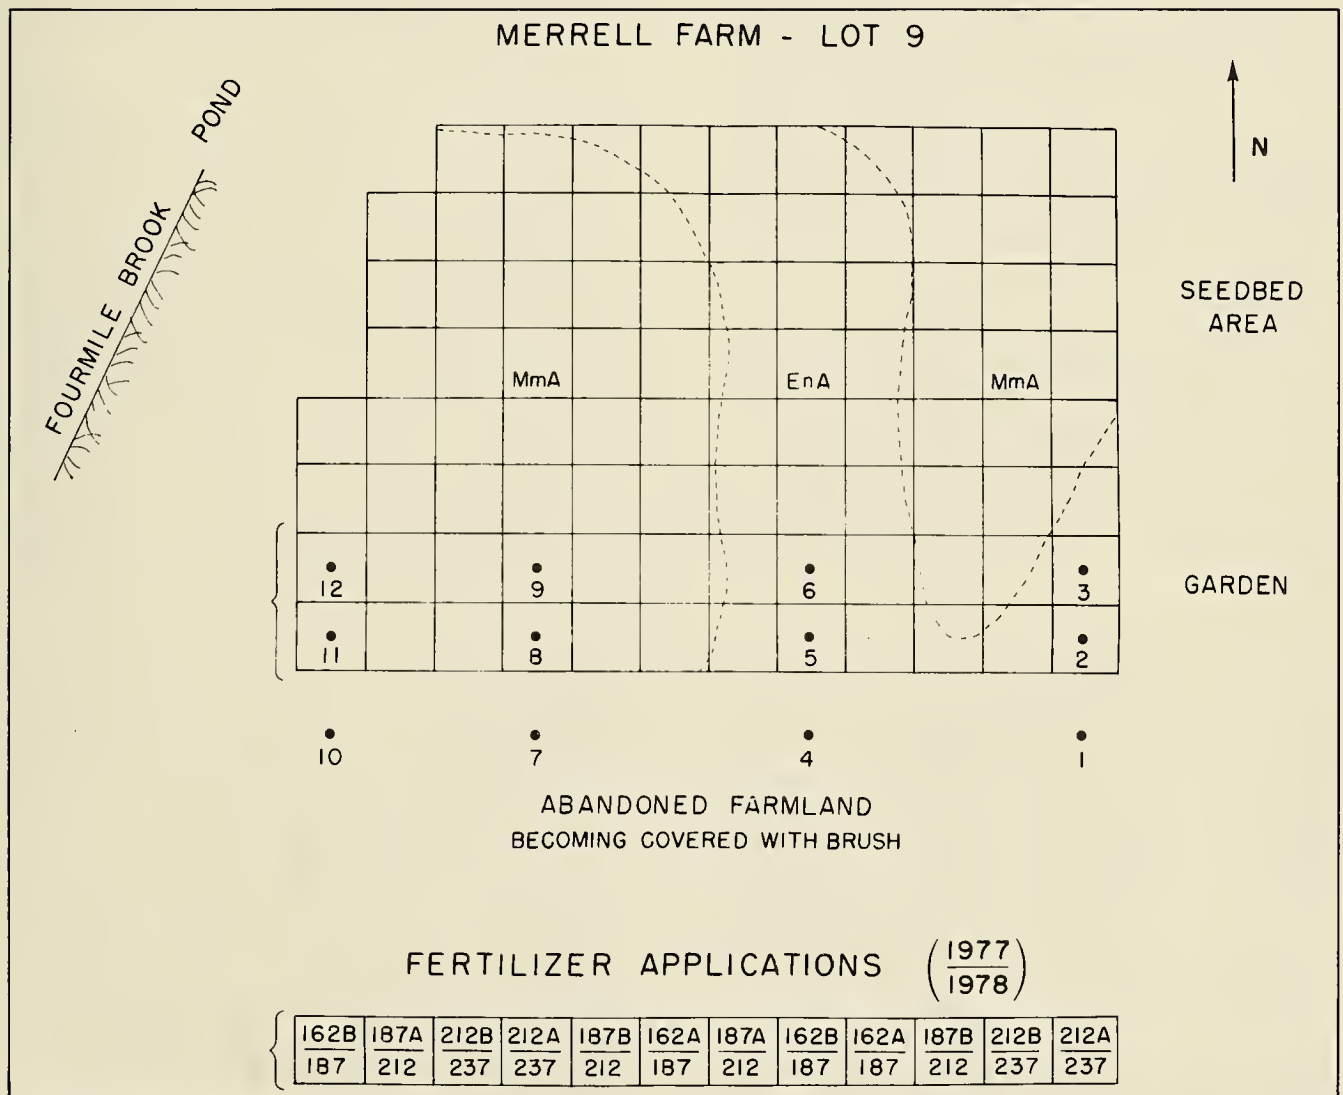 MERRELL FARM - LOT 9
N
POND
FOURMILE BROOK
SEEDBED
AREA
MmA EnA MmA
12 9 6 3
GARDEN
11 8 5 2
10 7 4 1
ABANDONED FARMLAND
BECOMING COVERED WITH BRUSH
FERTILIZER APPLICATIONS (1977/1978)
162B 187A 212B 212A 187B 162A 187A 162B 162A 187B 212B 212A
187 212 237 237 212 187 212 187 187 212 237 237